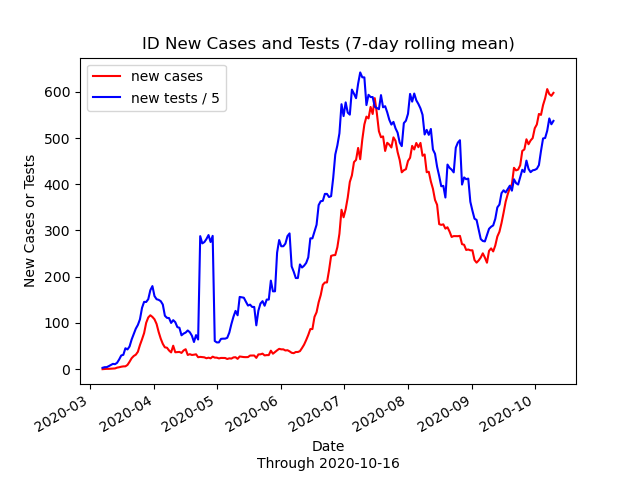 ID New Cases and Tests (7-day rolling mean)
new cases
new tests / 5
New Cases or Tests
600
500
400
300
200
100
0
2020-03
2020-04
2020-05
2020-06
2020-07
2020-08
2020-09
2020-10
Date
Through 2020-10-16